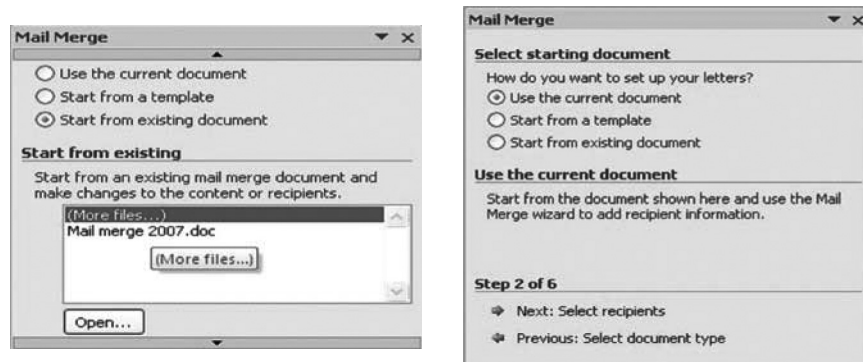 Mail Merge
Use the current document
Start from a template
Start from existing document
Start from existing
Start from an existing mail merge document and
make changes to the content or recipients.
(More files...)
Mail merge 2007.doc
(More files...)
Open...
Mail Merge
Select starting document
How do you want to set up your letters?
Use the current document
Start from a template
Start from existing document
Use the current document
Start from the document shown here and use the Mail
Merge wizard to add recipient information.
Step 2 of 6
Next: Select recipients
Previous: Select document type